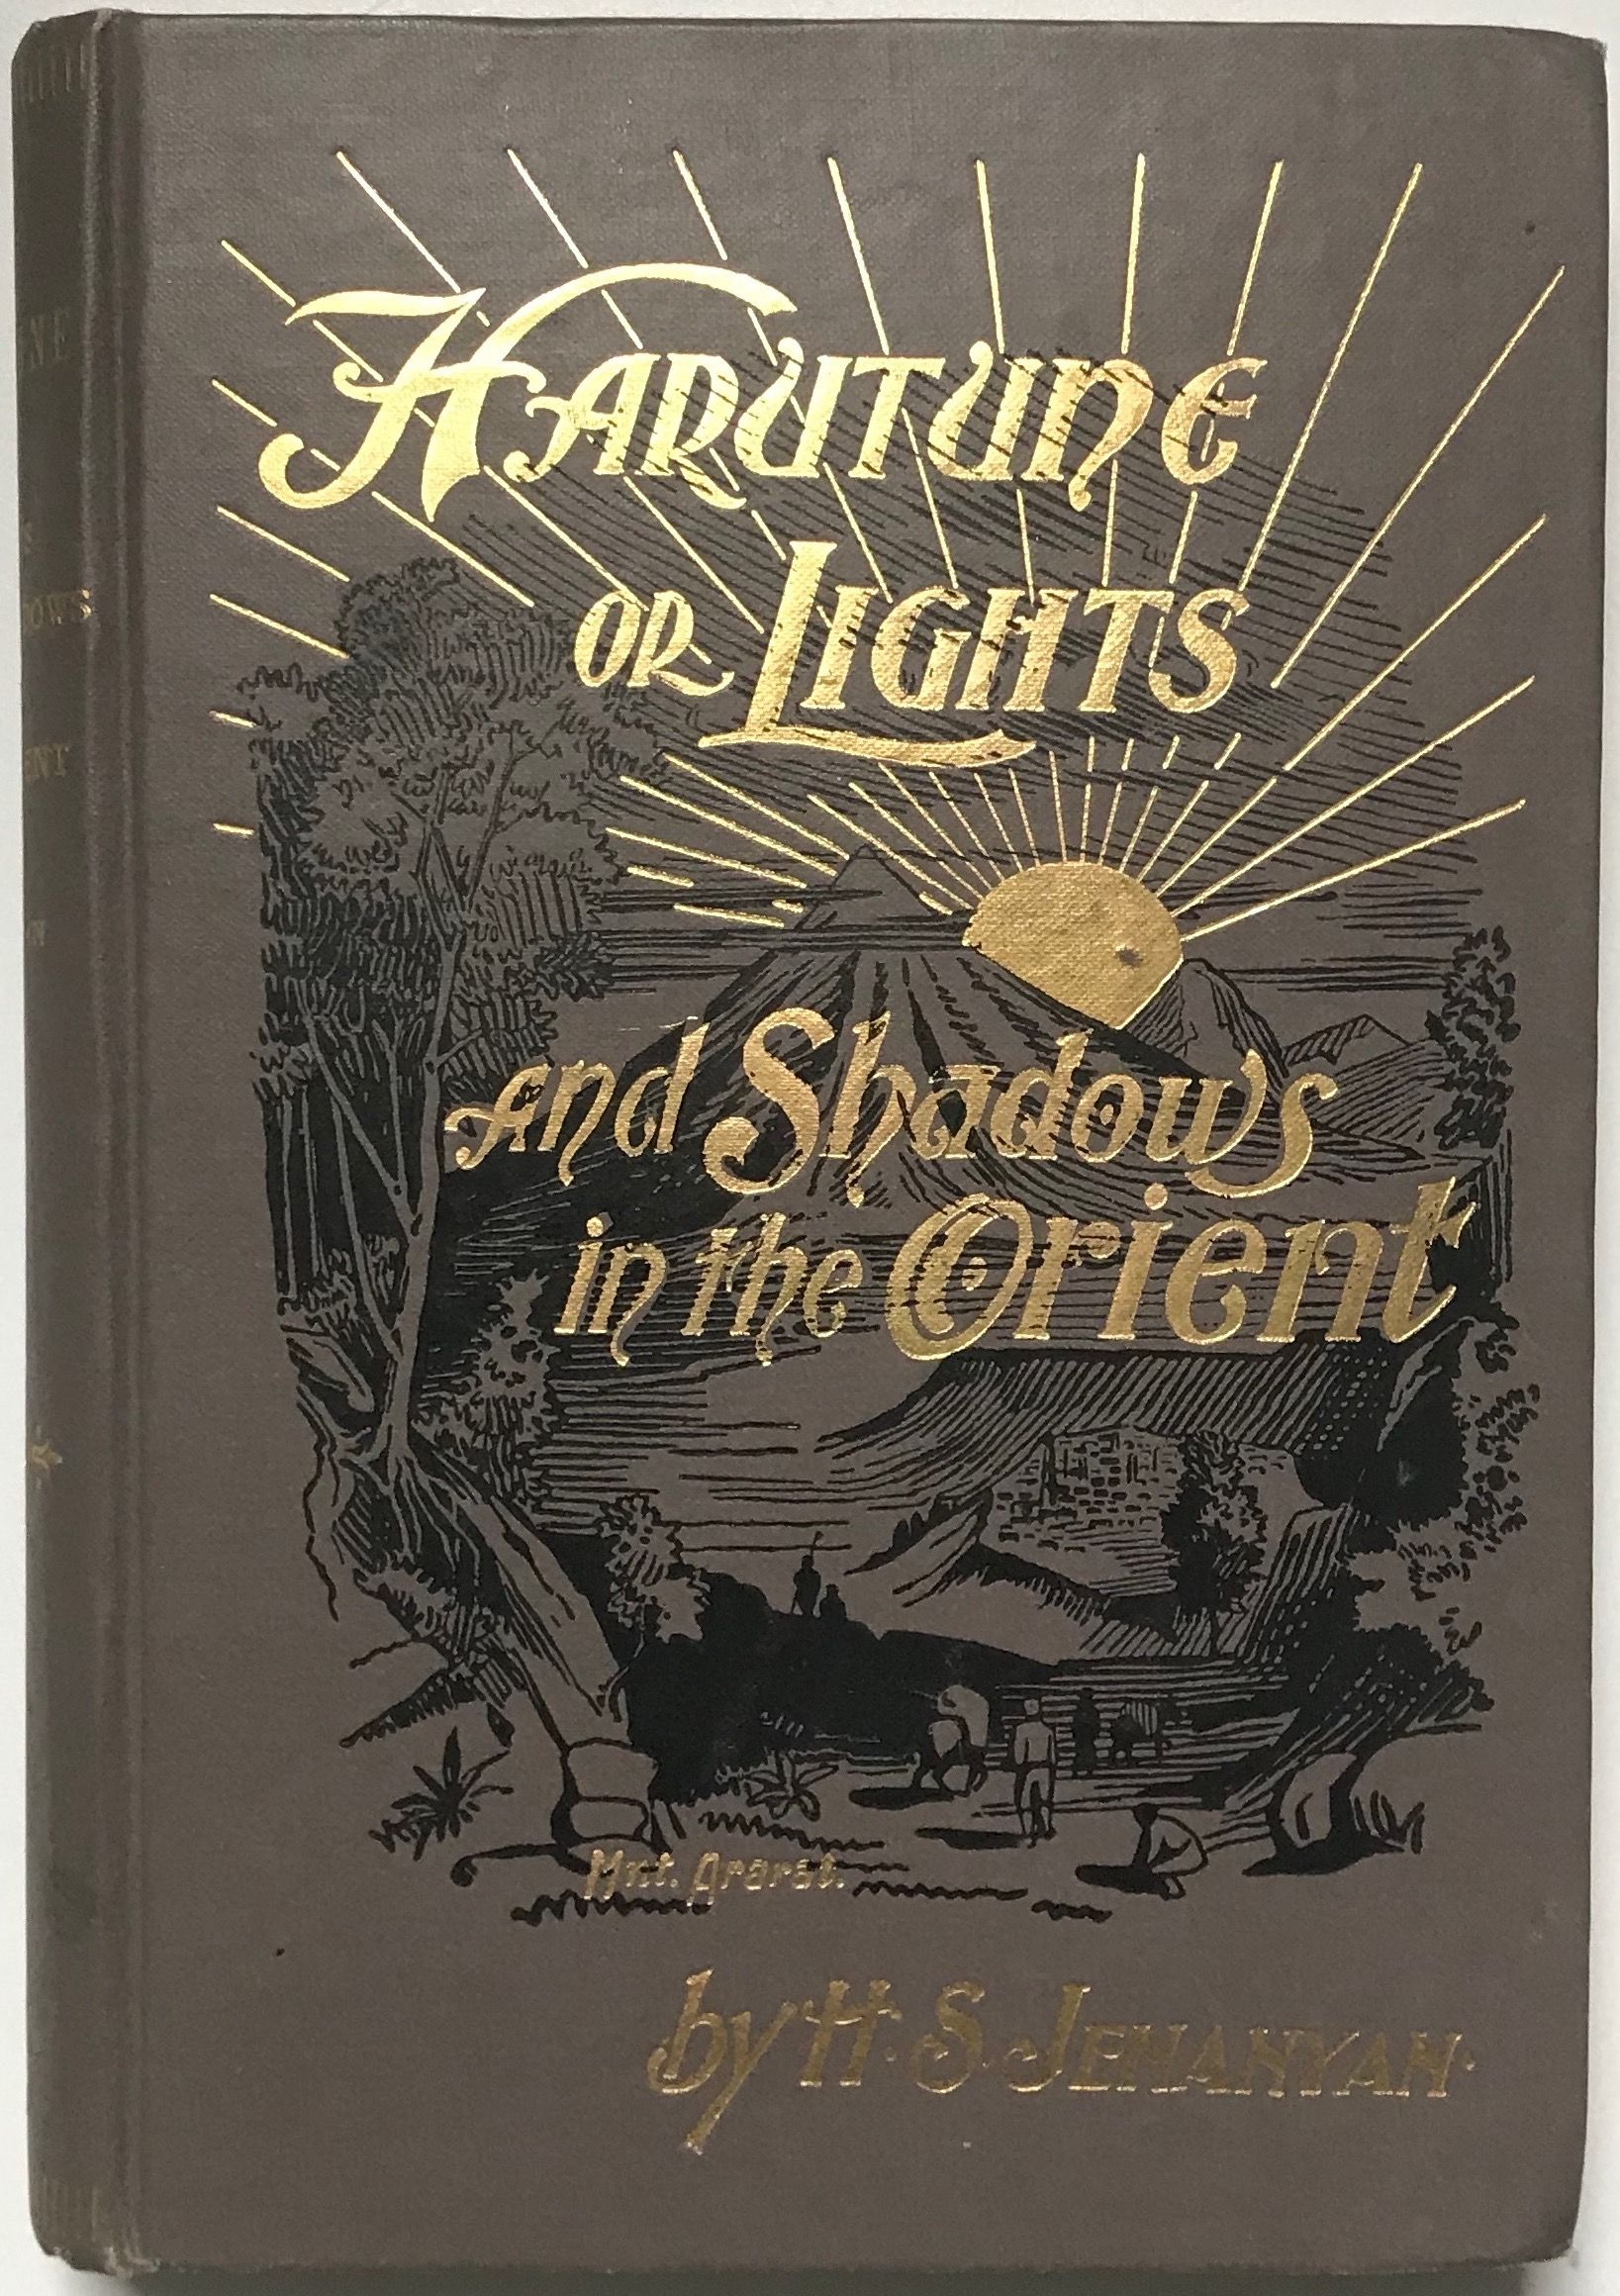 HARUTUNE
OR LIGHTS
and Shadows
in the Orient
Mnt. Ararat.
by H. S. JENANYAN.